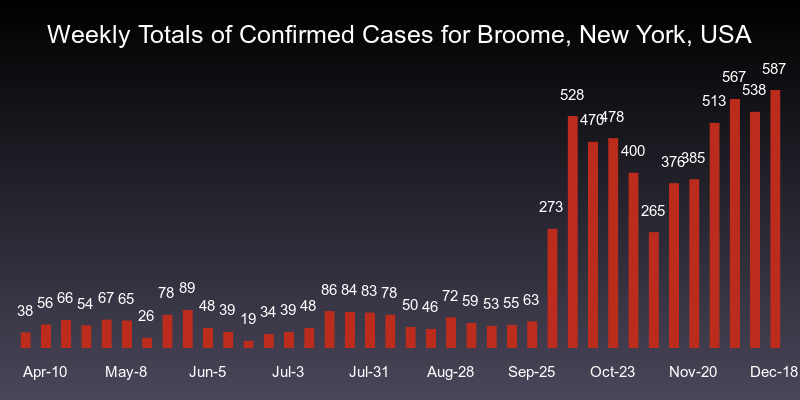 Weekly Totals of Confirmed Cases for Broome, New York, USA
38 56 66 54 67 65 26 78 89 48 39 19 34 39 48 86 84 83 78 50 46 72 59 53 55 63 273 528 470 478 400 265 376 385 513 567 538 587
Apr-10 May-8 Jun-5 Jul-3 Jul-31 Aug-28 Sep-25 Oct-23 Nov-20 Dec-18